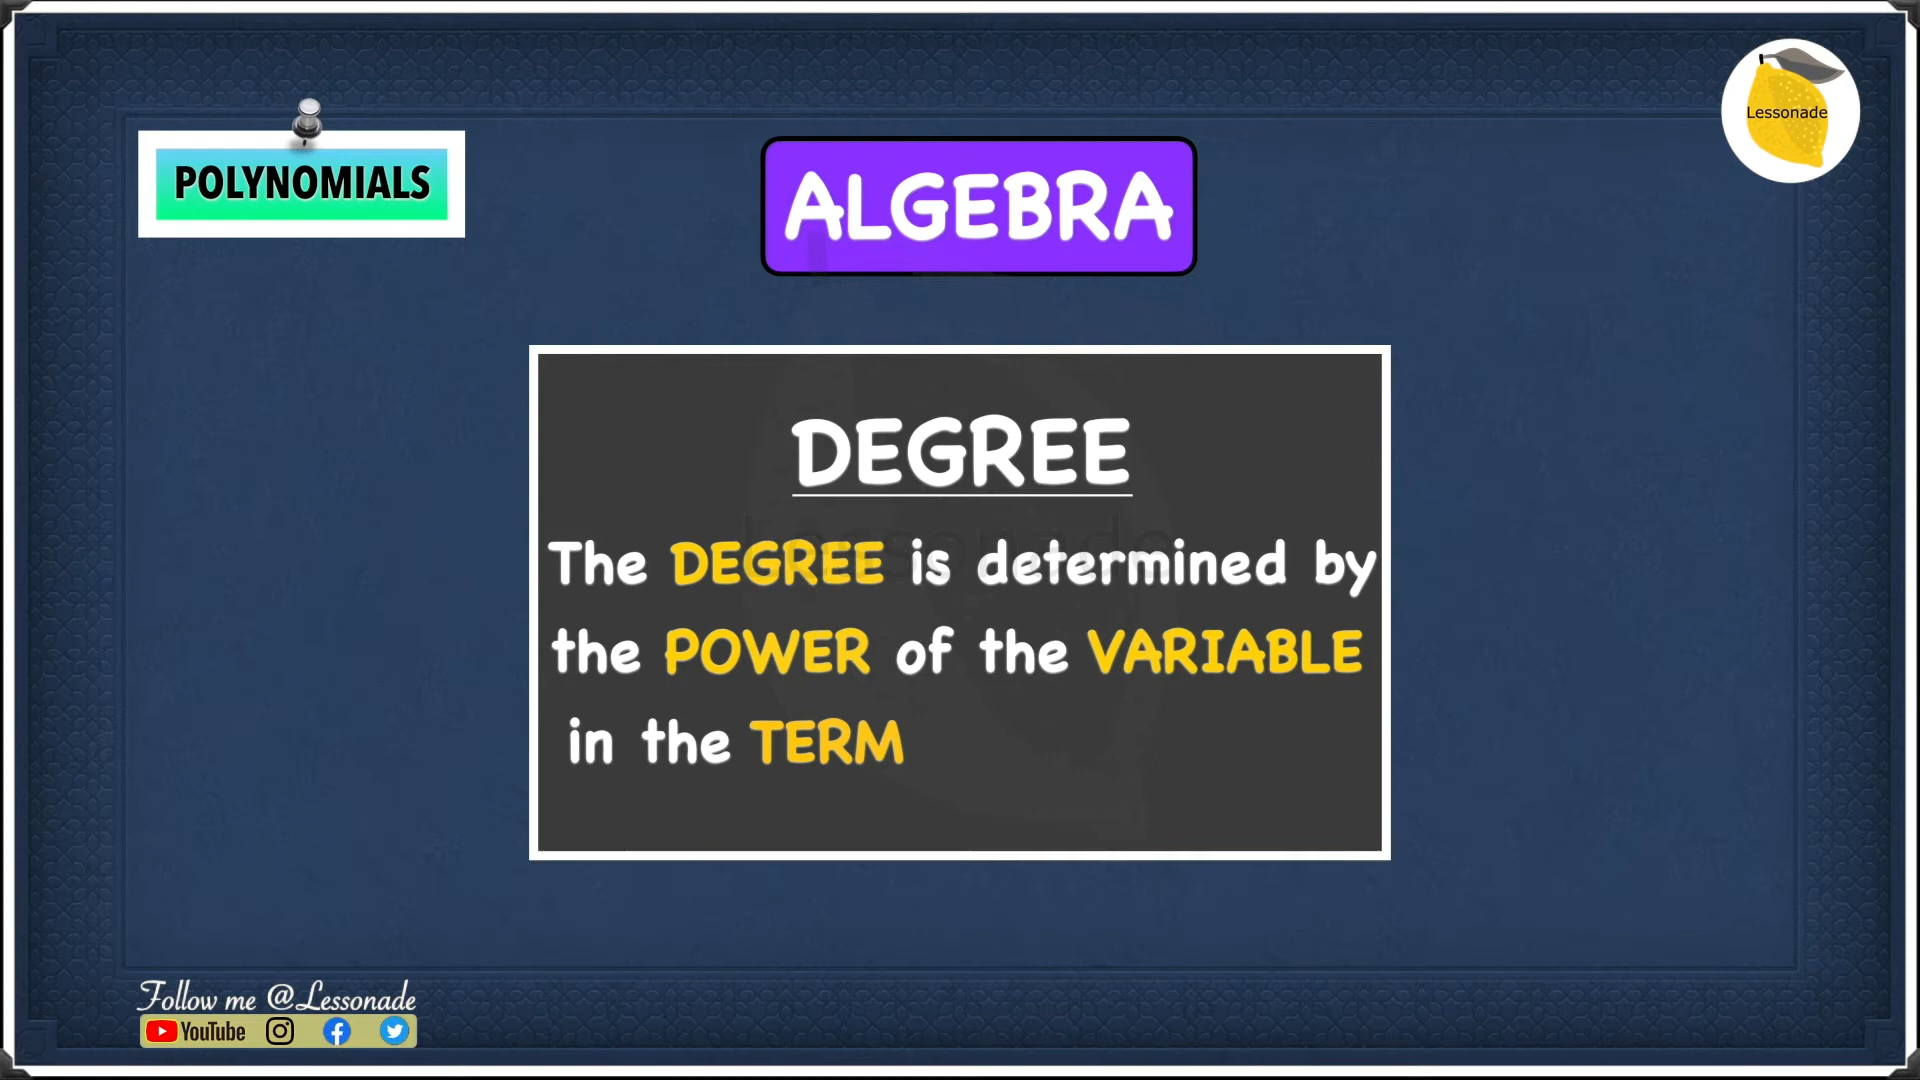 POLYNOMIALS
ALGEBRA
Lessonade
DEGREE
The DEGREE is determined by
the POWER of the VARIABLE
in the TERM
Follow me @Lessonade
YouTube